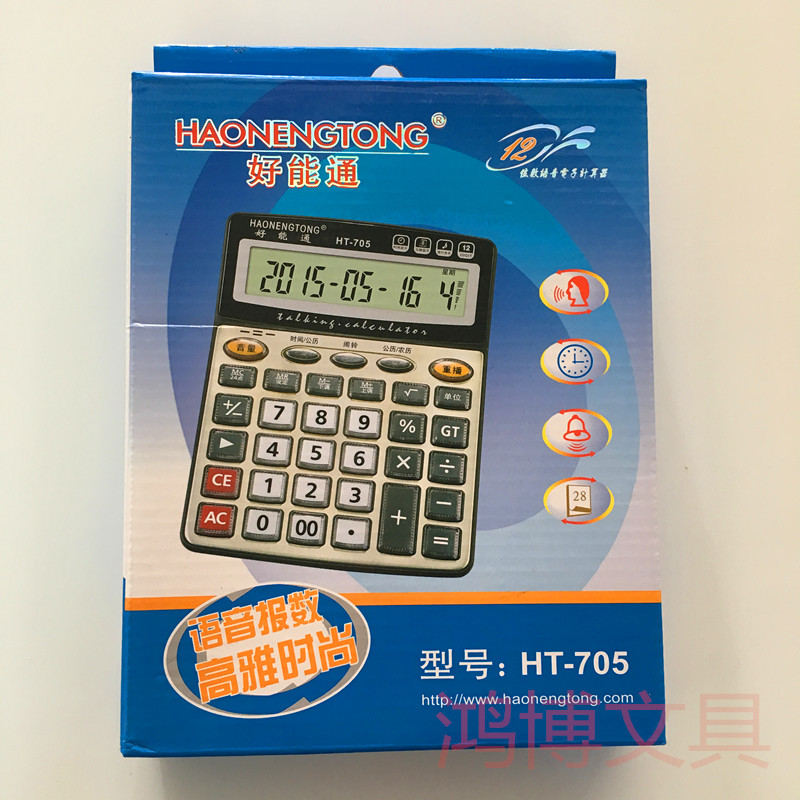 HAONENGTONG®
好能通
12
位数语音电子计算器
HAONENGTONG®
好能通
HT-705
12
星期
2015-05-16 4
talking.calculator
时间/公历
闹铃
公历/农历
音量
重播
MC
MR
M-
M+
√
单位
+/-
7
8
9
%
GT
▶
4
5
6
×
÷
CE
1
2
3
+
−
AC
0
00
·
=
28
语音报数
高雅时尚
型号：HT-705
http://www.haonengtong.com
鸿博文具